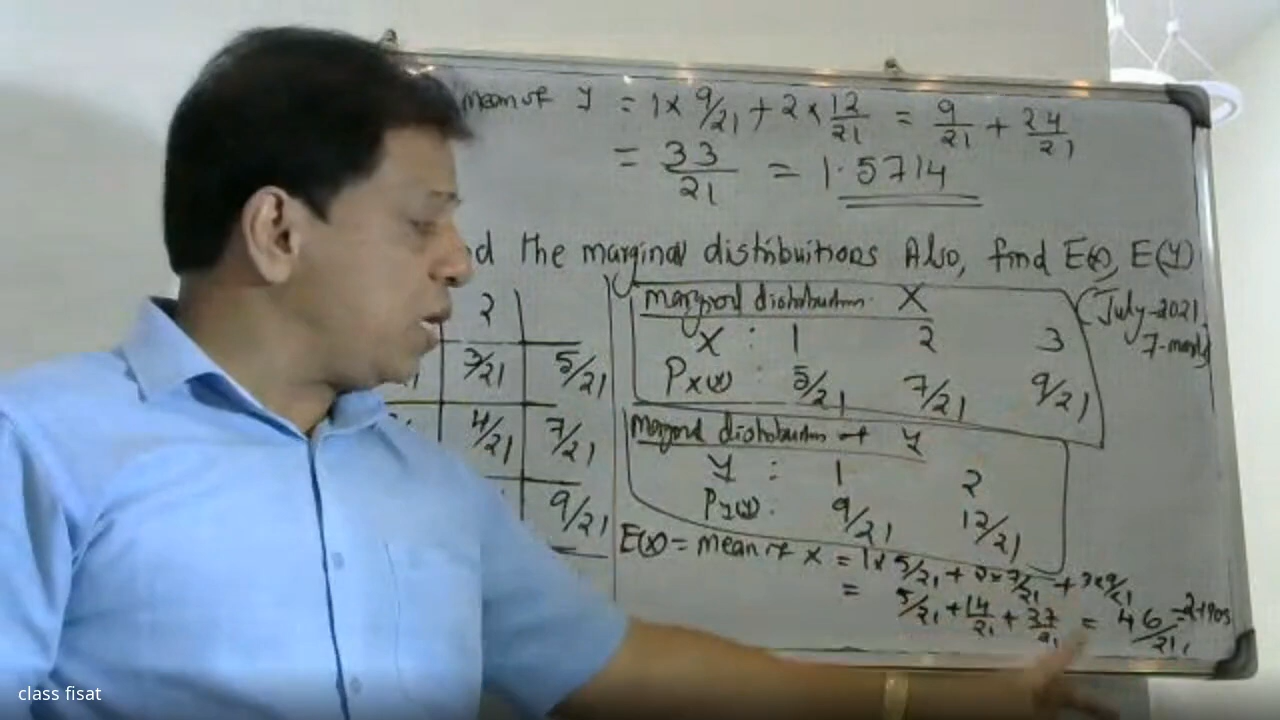 mean of Y = 1 × 9/21 + 2 × 12/21 = 9/21 + 24/21
= 33/21 = 1.5714
d the marginal distribuitions Also, find E(x), E(Y)
(July-2021,
7-marks
2
3/21 5/21
4/21 7/21
9/21
marginal distribution X
X : 1 2 3
Px(x) : 5/21 7/21 9/21
marginal distribution of Y
Y : 1 2
Py(y): 9/21 12/21
E(x) = mean of X = 1× 5/21 + 2×7/21 + 3×9/21
= 5/21 + 14/21 + 27/21 = 46/21
class fisat